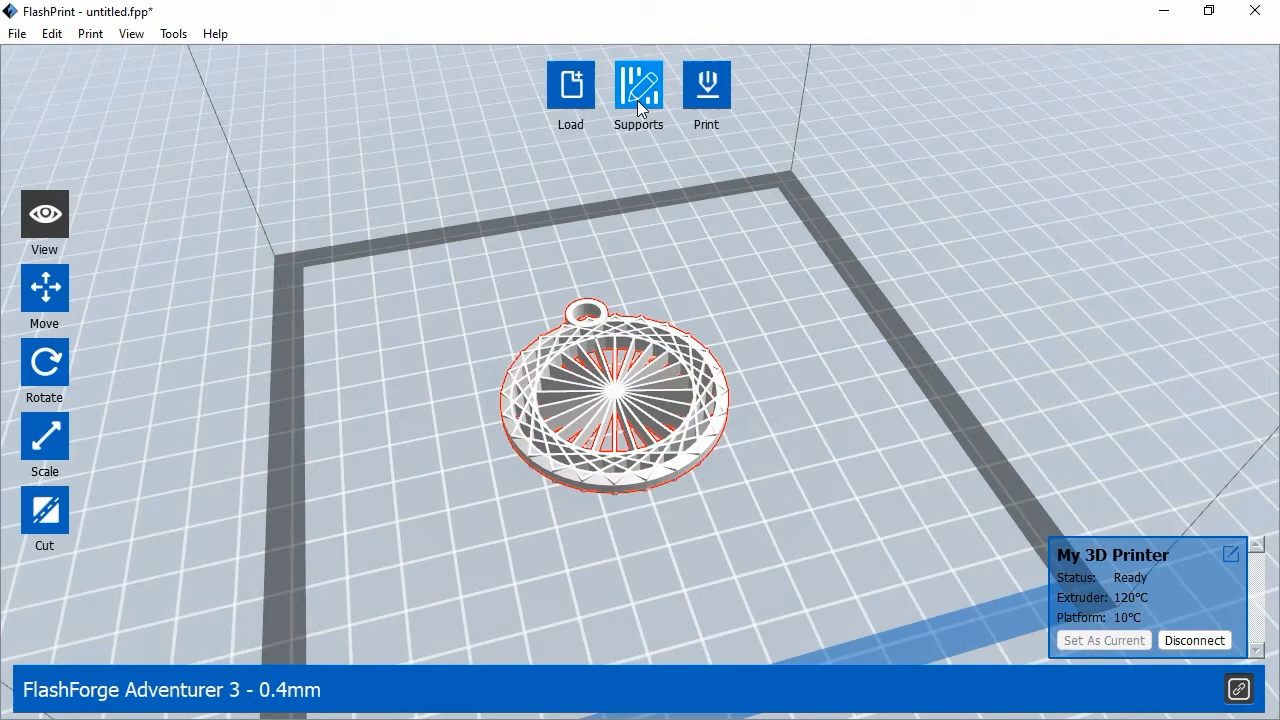 FlashPrint - untitled.fpp*
File Edit Print View Tools Help
Load Supports Print
View
Move
Rotate
Scale
Cut
My 3D Printer
Status: Ready
Extruder: 120℃
Platform: 10℃
Set As Current Disconnect
FlashForge Adventurer 3 - 0.4mm